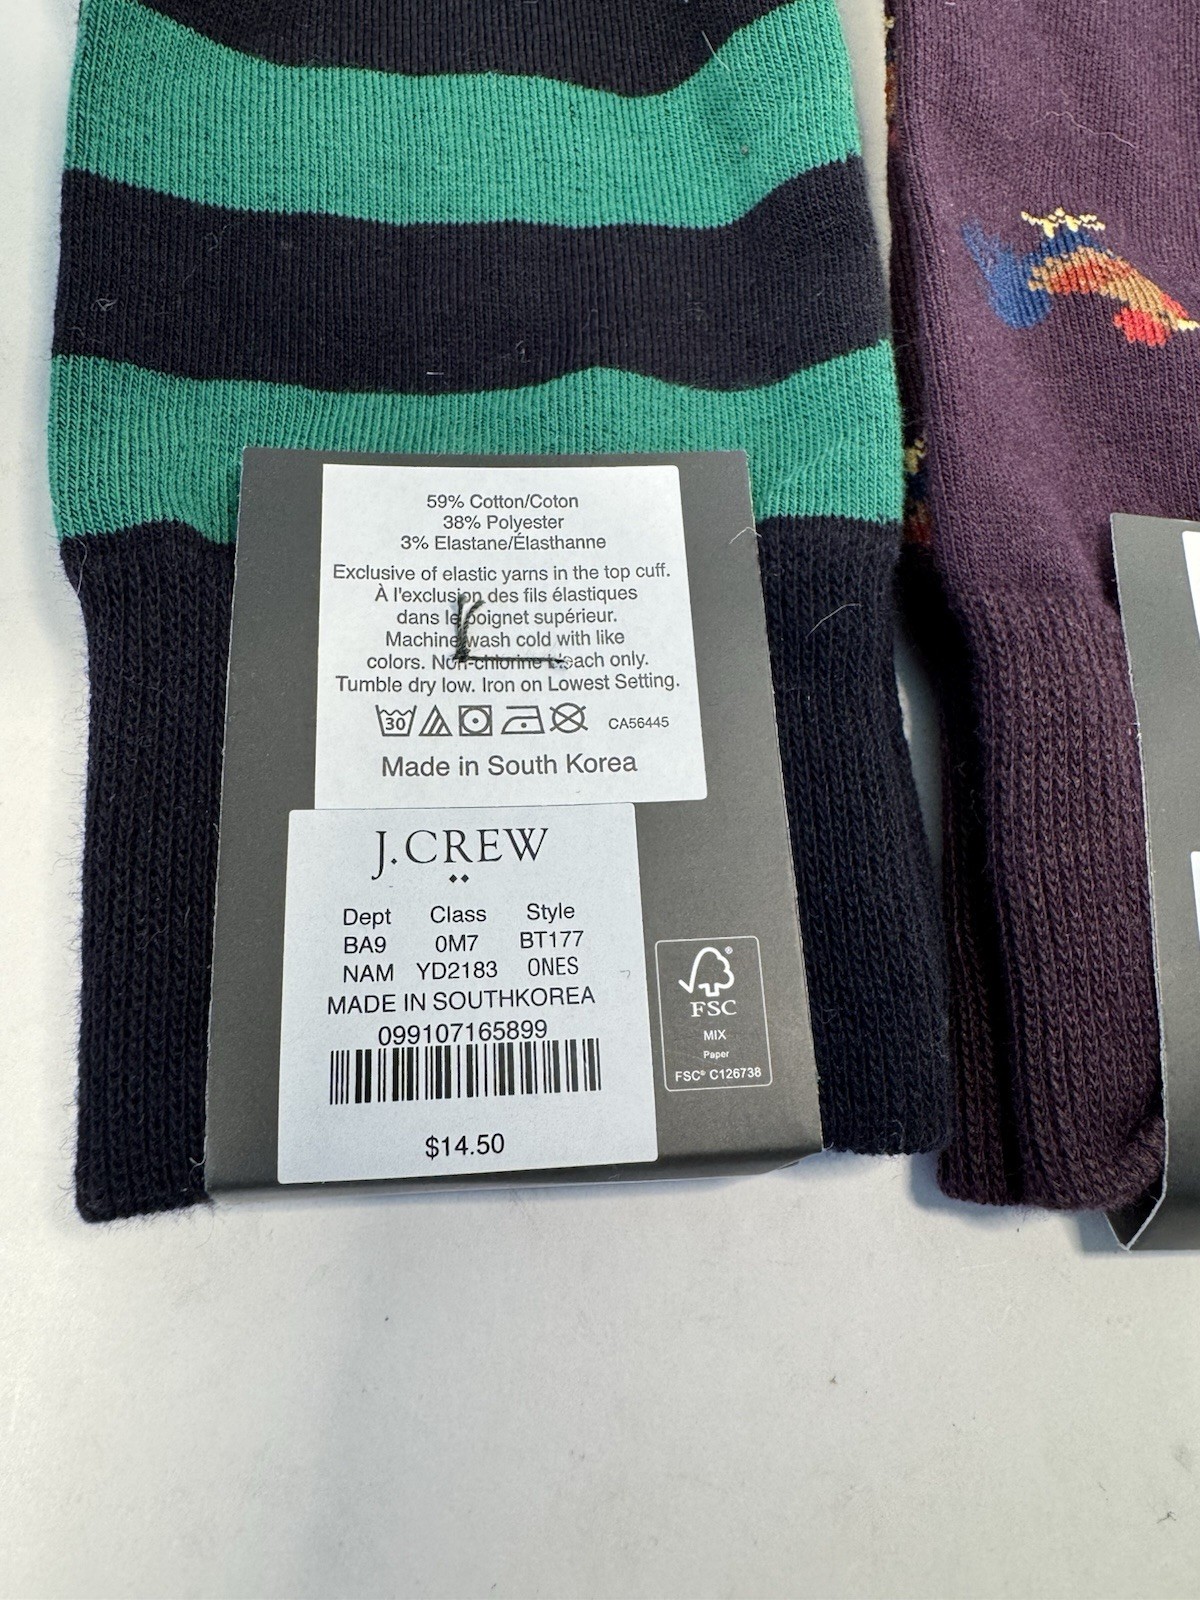 59% Cotton/Coton
38% Polyester
3% Elastane/Élasthanne
Exclusive of elastic yarns in the top cuff.
À l'exclusion des fils élastiques
dans le poignet supérieur.
Machine wash cold with like
colors. Non-chlorine bleach only.
Tumble dry low. Iron on Lowest Setting.
30 CA56445
Made in South Korea
J.CREW
Dept Class Style
BA9 0M7 BT177
NAM YD2183 ONES
MADE IN SOUTHKOREA
099107165899
$14.50
FSC®
MIX
Paper
FSC® C126738